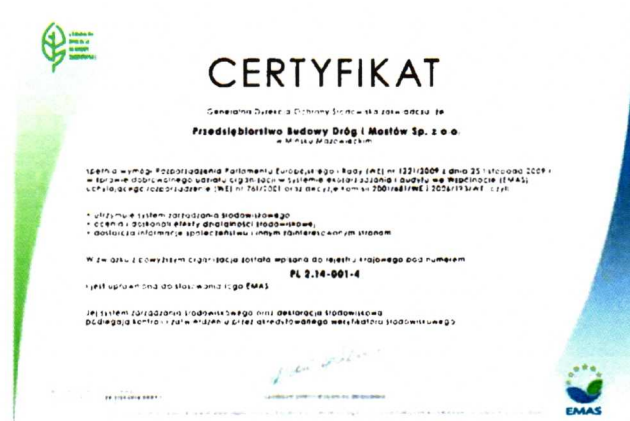 CERTYFIKAT
Generalna Dyrekcja Ochrony Środowiska zaświadcza, że
Przedsiębiorstwo Budowy Dróg i Mostów Sp. z o.o.
w Mińsku Mazowieckim
spełnia wymogi Rozporządzenia Parlamentu Europejskiego i Rady (WE) nr 1221/2009 z dnia 25 listopada 2009 r.
w sprawie dobrowolnego udziału organizacji w systemie ekozarządzania i audytu we Wspólnocie (EMAS),
uchylającego rozporządzenie (WE) nr 761/2001 oraz decyzje Komisji 2001/681/WE i 2006/193/WE, czyli
• utrzymuje system zarządzania środowiskowego
• ocenia i doskonali efekty działalności środowiskowej,
• dostarcza informacje społeczeństwu i innym zainteresowanym stronom
W związku z powyższym organizacja została wpisana do rejestru krajowego pod numerem
PL 2.14-001-4
i jest uprawniona do stosowania logo EMAS
Jej system zarządzania środowiskowego oraz deklaracja środowiskowa
podlegają kontroli i zatwierdzeniu przez akredytowanego weryfikatora środowiskowego
EMAS